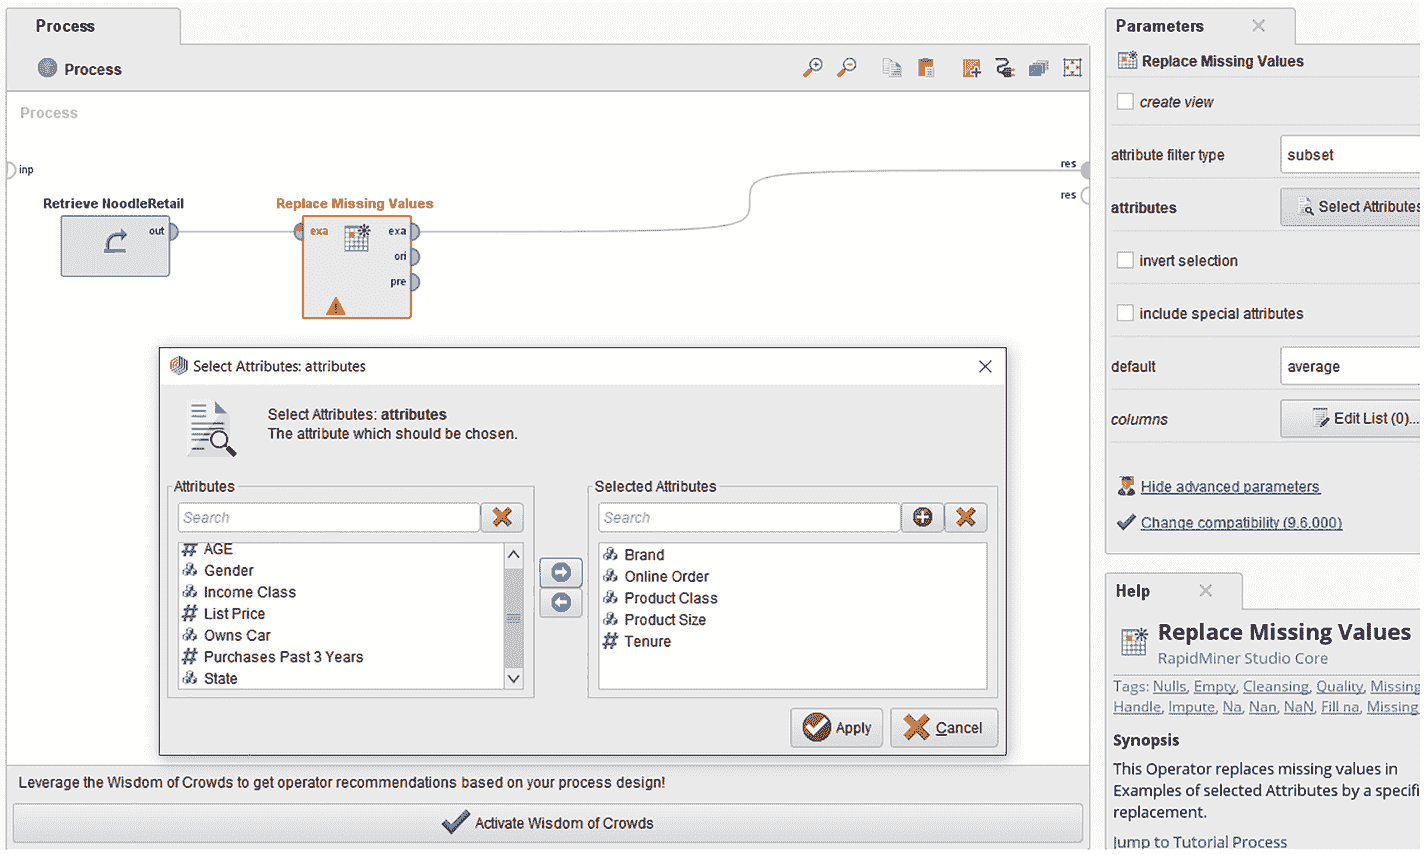 Process
Process
Process
inp
res
res
Retrieve NoodleRetail
out
Replace Missing Values
exa
exa
ori
pre
Select Attributes: attributes
Select Attributes: attributes
The attribute which should be chosen.
Attributes
Search
AGE
Gender
Income Class
List Price
Owns Car
Purchases Past 3 Years
State
Selected Attributes
Search
Brand
Online Order
Product Class
Product Size
Tenure
Apply
Cancel
Leverage the Wisdom of Crowds to get operator recommendations based on your process design!
Activate Wisdom of Crowds
Parameters
Replace Missing Values
create view
attribute filter type
subset
attributes
Select Attributes
invert selection
include special attributes
default
average
columns
Edit List (0)...
Hide advanced parameters
Change compatibility (9.6.000)
Help
Replace Missing Values
RapidMiner Studio Core
Tags: Nulls, Empty, Cleansing, Quality, Missing
Handle, Impute, Na, Nan, NaN, Fill na, Missing
Synopsis
This Operator replaces missing values in
Examples of selected Attributes by a specifi
replacement.
Jump to Tutorial Process